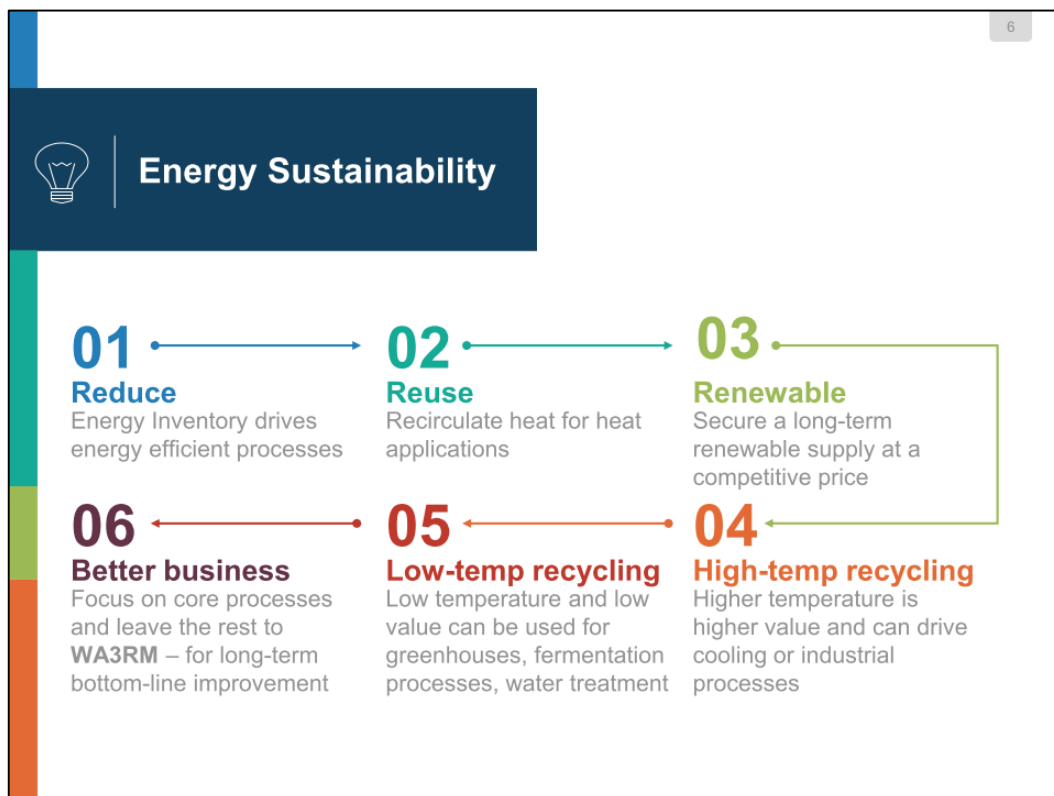 6
Energy Sustainability
01
Reduce
Energy Inventory drives
energy efficient processes
02
Reuse
Recirculate heat for heat
applications
03
Renewable
Secure a long-term
renewable supply at a
competitive price
04
High-temp recycling
Higher temperature is
higher value and can drive
cooling or industrial
processes
05
Low-temp recycling
Low temperature and low
value can be used for
greenhouses, fermentation
processes, water treatment
06
Better business
Focus on core processes
and leave the rest to
WA3RM – for long-term
bottom-line improvement